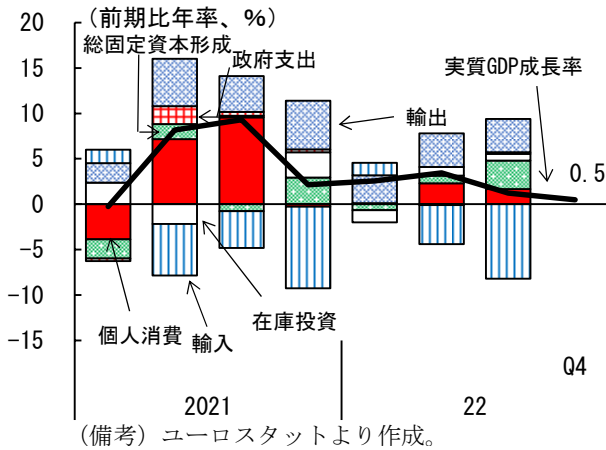 (前期比年率、%)
20
総固定資本形成
政府支出
実質GDP成長率
15
10
輸出
5
0.5
0
-5
個人消費
輸入
在庫投資
-10
-15
Q4
2021
22
(備考)ユーロスタットより作成。